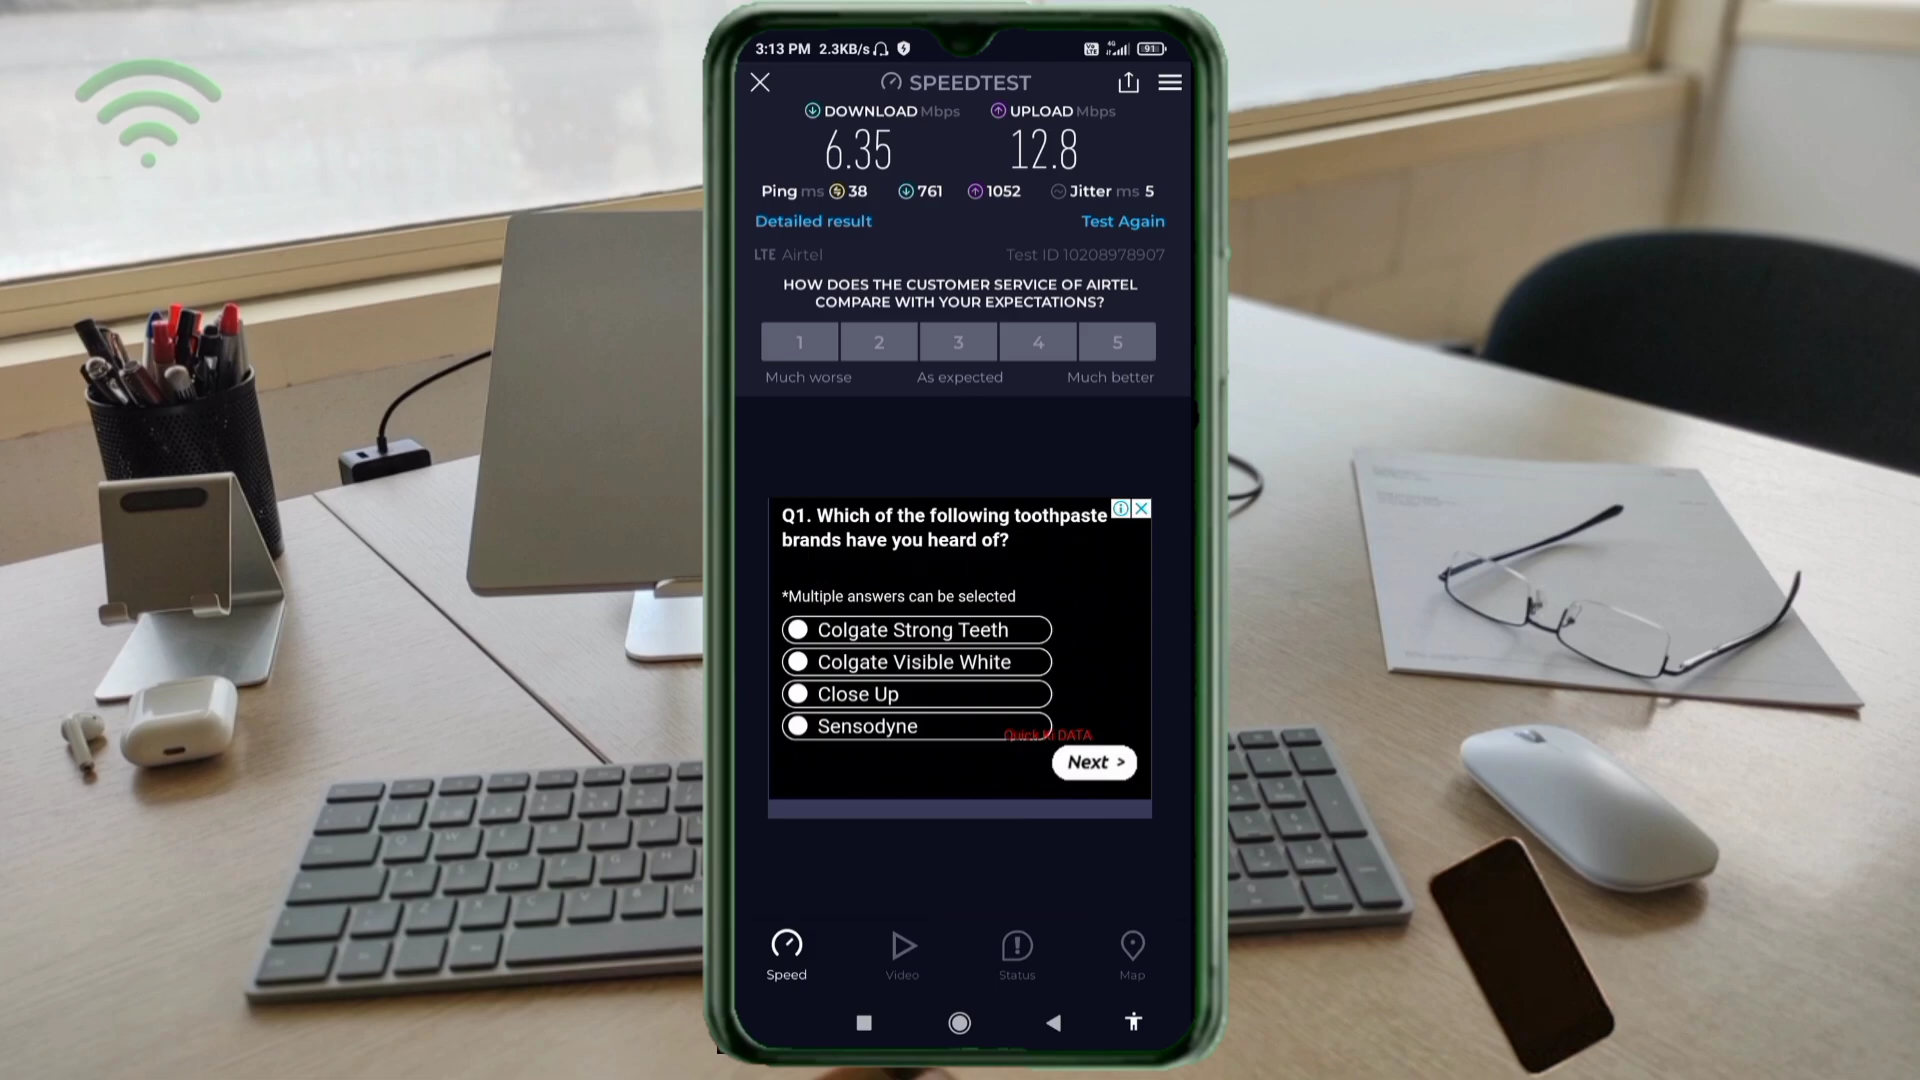 3:13 PM 2.3KB/s
Vo LTE 4G 91
SPEEDTEST
DOWNLOAD Mbps UPLOAD Mbps
6.35 12.8
Ping ms 38 761 1052 Jitter ms 5
Detailed result Test Again
LTE Airtel Test ID 10208978907
HOW DOES THE CUSTOMER SERVICE OF AIRTEL
COMPARE WITH YOUR EXPECTATIONS?
1 2 3 4 5
Much worse As expected Much better
Q1. Which of the following toothpaste
brands have you heard of?
*Multiple answers can be selected
Colgate Strong Teeth
Colgate Visible White
Close Up
Sensodyne
DATA
Next >
Speed Video Status Map